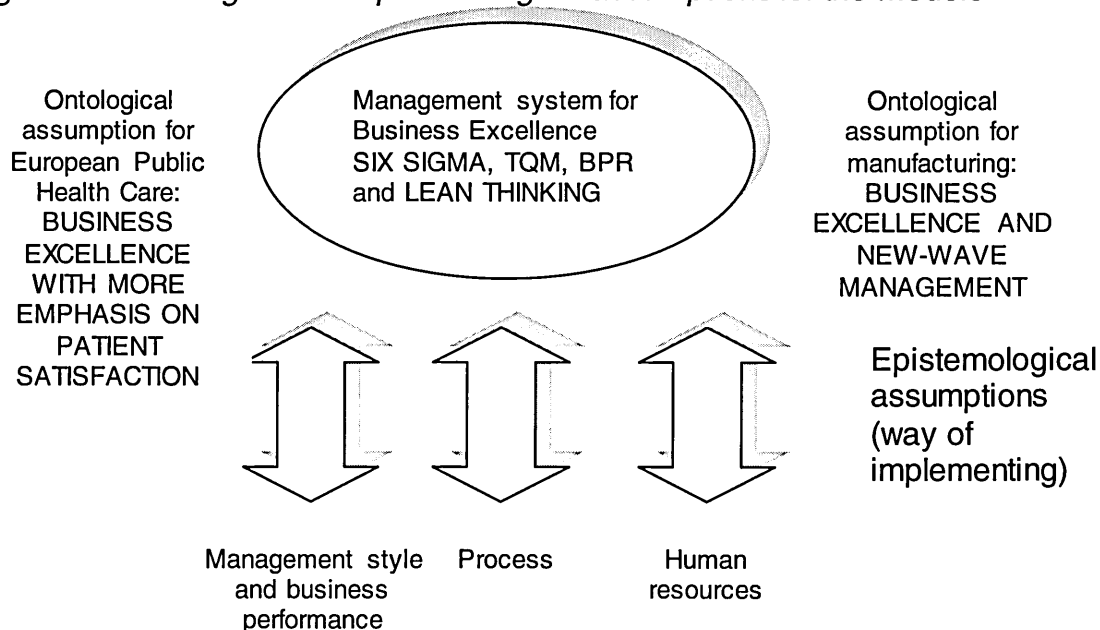 the models
Management system for
Business Excellence
SIX SIGMA, TQM, BPR
and LEAN THINKING
Ontological
assumption for
European Public
Health Care:
BUSINESS
EXCELLENCE
WITH MORE
EMPHASIS ON
PATIENT
SATISFACTION
Ontological
assumption for
manufacturing:
BUSINESS
EXCELLENCE AND
NEW-WAVE
MANAGEMENT
Epistemological
assumptions
(way of
implementing)
Management style
and business
performance
Process
Human
resources